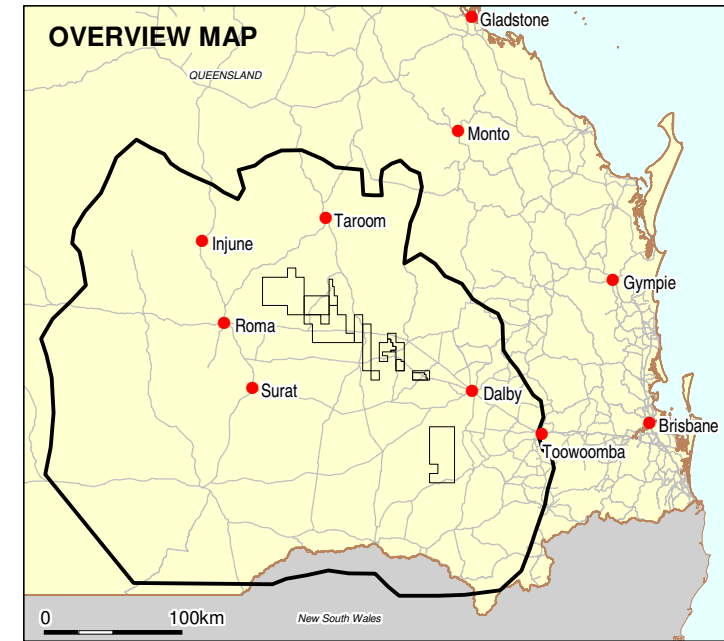 Gladstone
OVERVIEW MAP
QUEENSLAND
Monto
Taroom
Injune
Gympie
Roma
Surat
Dalby
Brisbane
Toowoomba
0 100km
New South Wales